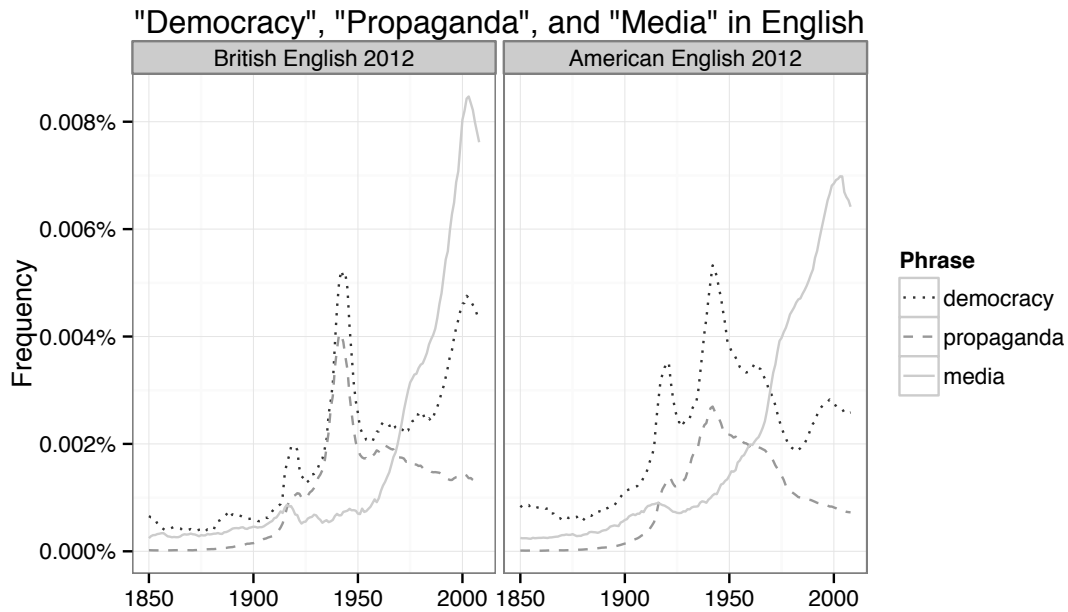 "Democracy", "Propaganda", and "Media" in English
British English 2012
American English 2012
Frequency
0.008%
0.006%
0.004%
0.002%
0.000%
1850 1900 1950 2000
1850 1900 1950 2000
Phrase
democracy
propaganda
media